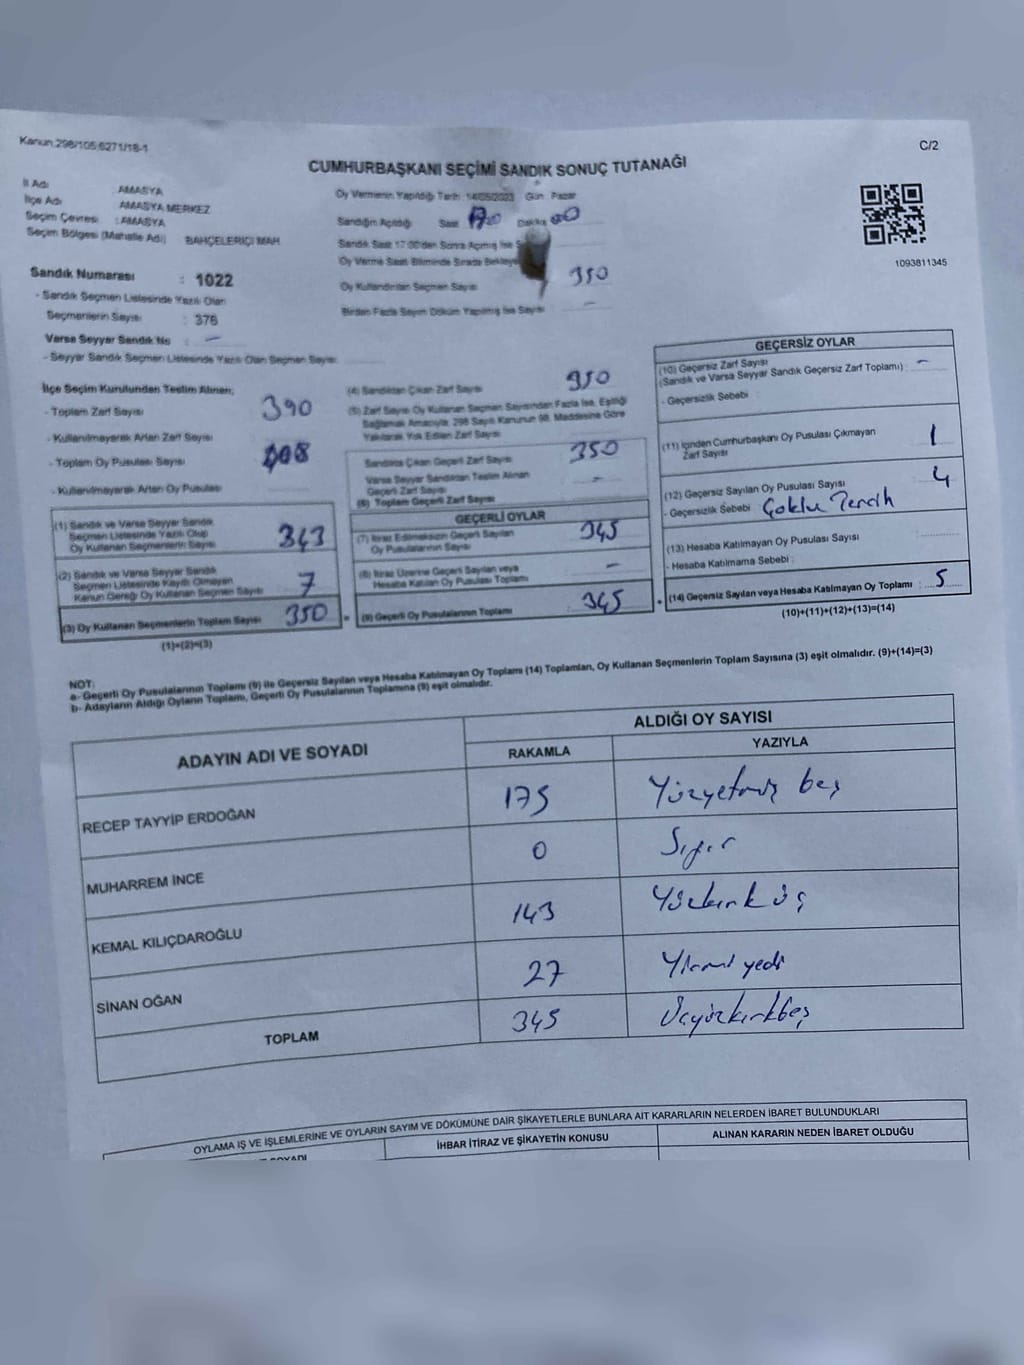 Kanun:298/105;6271/18-1
C/2
CUMHURBAŞKANI SEÇİMİ SANDIK SONUÇ TUTANAĞI
İl Adı : AMASYA
İlçe Adı : AMASYA MERKEZ
Seçim Çevresi : AMASYA
Seçim Bölgesi (Mahalle Adı) BAHÇELERİÇİ MAH
Sandık Numarası : 1022
- Sandık Seçmen Listesinde Yazılı Olan
Seçmenlerin Sayısı : 376
Varsa Seyyar Sandık No : -
- Seyyar Sandık Seçmen Listesinde Yazılı Olan Seçmen Sayısı
Oy Vermenin Yapıldığı Tarih 14/05/2023 Gün Pazar
Sandığın Açıldığı Saat Dakika 00
Sandık Saat 17:00'den Sonra Açılmış İse
Oy Verme Saati Bitiminde Sırada
Oy Kullandırılan Seçmen Sayısı 350
Birden Fazla Sayım Döküm Yapılmış İse Sayısı -
1093811345
İlçe Seçim Kurulundan Teslim Alınan;
- Toplam Zarf Sayısı 390
- Kullanılmayarak Artan Zarf Sayısı
- Toplam Oy Pusulası Sayısı 408
- Kullanılmayarak Artan Oy Pusulası
(4) Sandıktan Çıkan Zarf Sayısı 350
(5) Zarf Sayısı Oy Kullanan Seçmen Sayısından Fazla İse, Eşitliği
Sağlamak Amacıyla; 298 Sayılı Kanunun 98. Maddesine Göre
Yakılarak Yok Edilen Zarf Sayısı
Sandıkta Çıkan Geçerli Zarf Sayısı 350
Varsa Seyyar Sandıktan Teslim Alınan
Geçerli Zarf Sayısı -
(6) Toplam Geçerli Zarf Sayısı
GEÇERSİZ OYLAR
(10) Geçersiz Zarf Sayısı
(Sandık ve Varsa Seyyar Sandık Geçersiz Zarf Toplamı) : -
- Geçersizlik Sebebi :
(11) İçinden Cumhurbaşkanı Oy Pusulası Çıkmayan
Zarf Sayısı 1
(12) Geçersiz Sayılan Oy Pusulası Sayısı 4
- Geçersizlik Sebebi Çoklu Tercih
(13) Hesaba Katılmayan Oy Pusulası Sayısı
- Hesaba Katılmama Sebebi :
(14) Geçersiz Sayılan veya Hesaba Katılmayan Oy Toplamı : 5
(10)+(11)+(12)+(13)=(14)
(1) Sandık ve Varsa Seyyar Sandık
Seçmen Listesinde Yazılı Olup
Oy Kullanan Seçmenlerin Sayısı 343
(2) Sandık ve Varsa Seyyar Sandık
Seçmen Listesinde Kayıtlı Olmayan
Kanun Gereği Oy Kullanan Seçmen Sayısı 7
(3) Oy Kullanan Seçmenlerin Toplam Sayısı 350
(1)+(2)=(3)
GEÇERLİ OYLAR
(7) İtiraz Edilmeksizin Geçerli Sayılan
Oy Pusulalarının Sayısı 345
(8) İtiraz Üzerine Geçerli Sayılan veya
Hesaba Katılan Oy Pusulası Toplamı -
(9) Geçerli Oy Pusulalarının Toplamı 345
NOT:
a- Geçerli Oy Pusulalarının Toplamı (9) ile Geçersiz Sayılan veya Hesaba Katılmayan Oy Toplamı (14) Toplamları, Oy Kullanan Seçmenlerin Toplam Sayısına (3) eşit olmalıdır. (9)+(14)=(3)
b- Adayların Aldığı Oyların Toplamı, Geçerli Oy Pusulalarının Toplamına (9) eşit olmalıdır.
ADAYIN ADI VE SOYADI
ALDIĞI OY SAYISI
RAKAMLA YAZIYLA
RECEP TAYYİP ERDOĞAN 175 Yüzyetmiş beş
MUHARREM İNCE 0 Sıfır
KEMAL KILIÇDAROĞLU 143 Yüzkırk üç
SİNAN OĞAN 27 Yirmi yedi
TOPLAM 345 Üçyüzkırkbeş
OYLAMA İŞ VE İŞLEMLERİNE VE OYLARIN SAYIM VE DÖKÜMÜNE DAİR ŞİKAYETLERLE BUNLARA AİT KARARLARIN NELERDEN İBARET BULUNDUKLARI
İHBAR İTİRAZ VE ŞİKAYETİN KONUSU
ALINAN KARARIN NEDEN İBARET OLDUĞU